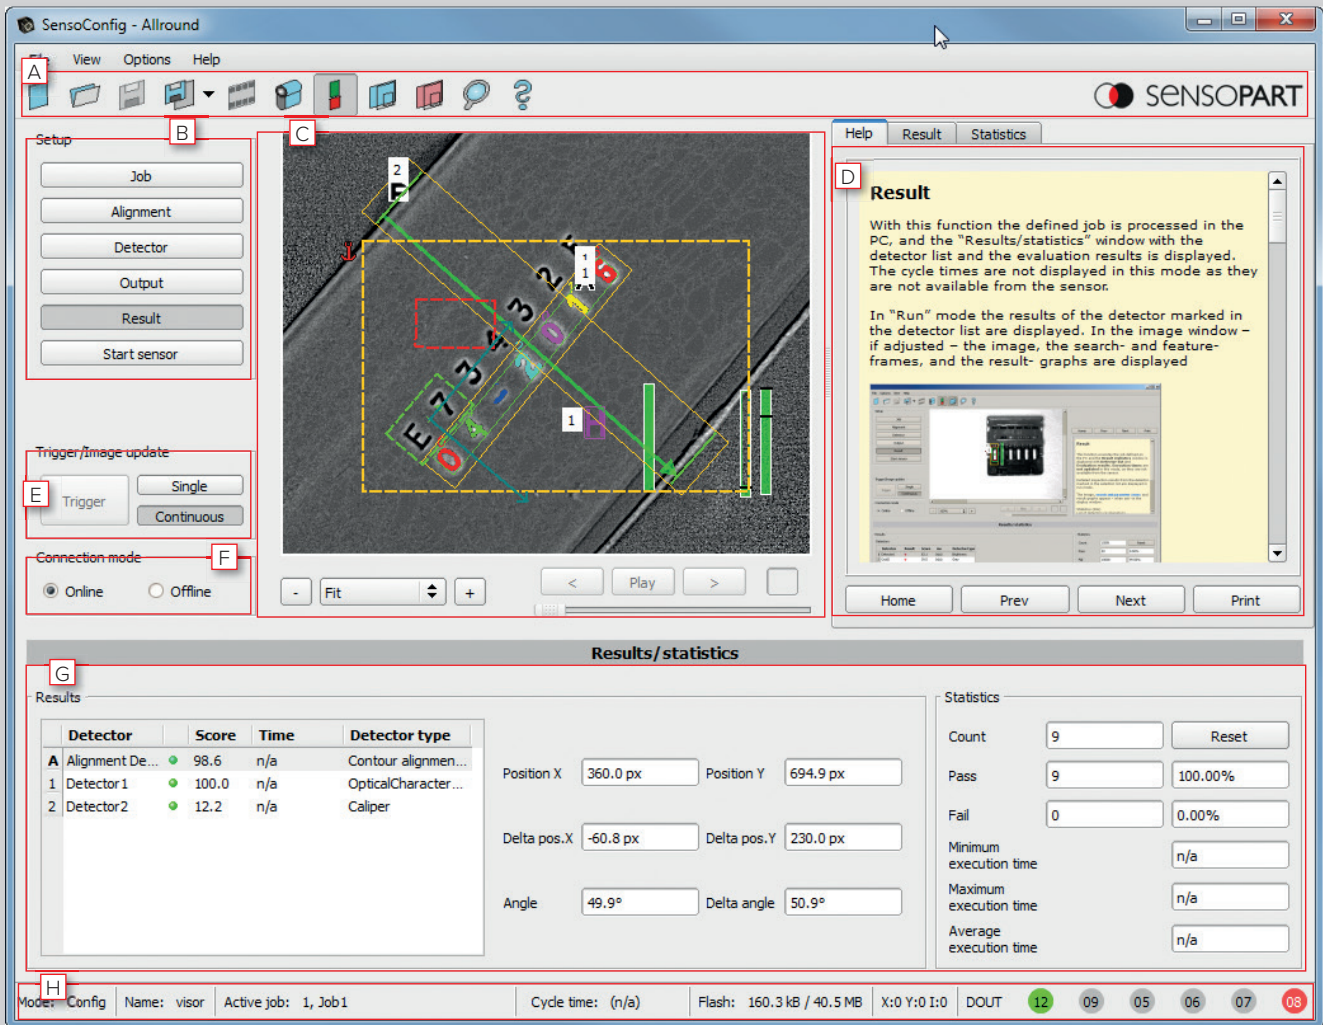 SensoConfig - Allround
File View Options Help
A
SENSOPART
B
C
Setup
Job
Alignment
Detector
Output
Result
Start sensor
Trigger/Image update
E
Trigger
Single
Continuous
Connection mode
F
Online Offline
2
1
1
1
3 2
E 7 3 4
- Fit +
< Play >
Help Result Statistics
D
Result
With this function the defined job is processed in the
PC, and the “Results/statistics” window with the
detector list and the evaluation results is displayed.
The cycle times are not displayed in this mode as they
are not available from the sensor.
In “Run” mode the results of the detector marked in
the detector list are displayed. In the image window –
if adjusted – the image, the search- and feature-
frames, and the result- graphs are displayed
Home Prev Next Print
Results/statistics
G
Results
Detector Score Time Detector type
A Alignment De... 98.6 n/a Contour alignmen...
1 Detector1 100.0 n/a OpticalCharacter...
2 Detector2 12.2 n/a Caliper
Position X 360.0 px Position Y 694.9 px
Delta pos.X -60.8 px Delta pos.Y 230.0 px
Angle 49.9° Delta angle 50.9°
Statistics
Count 9 Reset
Pass 9 100.00%
Fail 0 0.00%
Minimum
execution time n/a
Maximum
execution time n/a
Average
execution time n/a
H
Mode: Config Name: visor Active job: 1, Job1 Cycle time: (n/a) Flash: 160.3 kB / 40.5 MB X:0 Y:0 I:0 DOUT 12 09 05 06 07 08